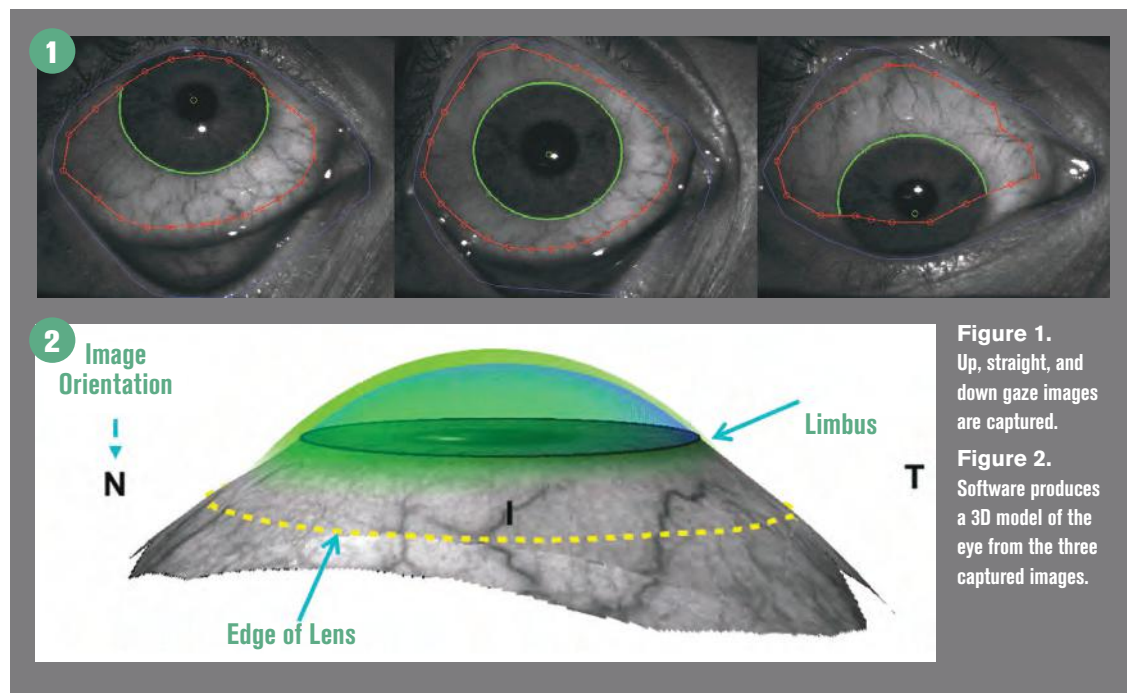 1
2
Image
Orientation
N
I
Limbus
T
Edge of Lens
Figure 1.
Up, straight, and
down gaze images
are captured.
Figure 2.
Software produces
a 3D model of the
eye from the three
captured images.